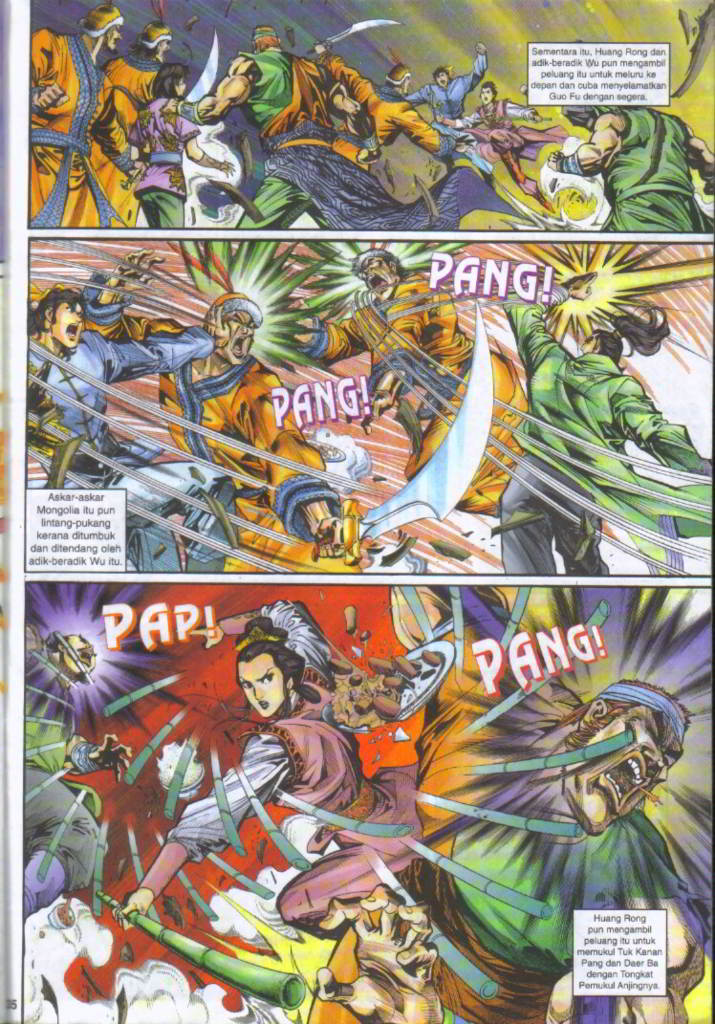 Sementara itu, Huang Rong dan
adik-beradik Wu pun mengambil
peluang itu untuk meluru ke
depan dan cuba menyelamatkan
Guo Fu dengan segera.
PANG!
PANG!
Askar-askar
Mongolia itu pun
lintang-pukang
kerana ditumbuk
dan ditendang oleh
adik-beradik Wu itu.
PAP!
PANG!
Huang Rong
pun mengambil
peluang itu untuk
memukul Tuk Kanan
Pang dan Daer Ba
dengan Tongkat
Pemukul Anjingnya.